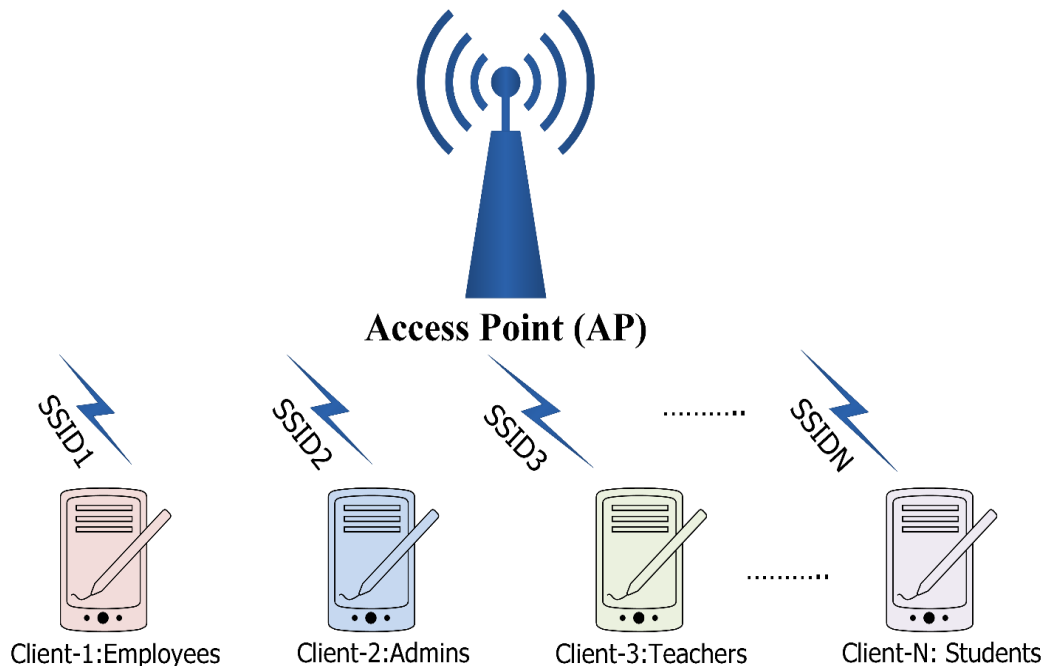 Access Point (AP)
SSID1
SSID2
SSID3
SSIDN
Client-1:Employees
Client-2:Admins
Client-3:Teachers
Client-N: Students